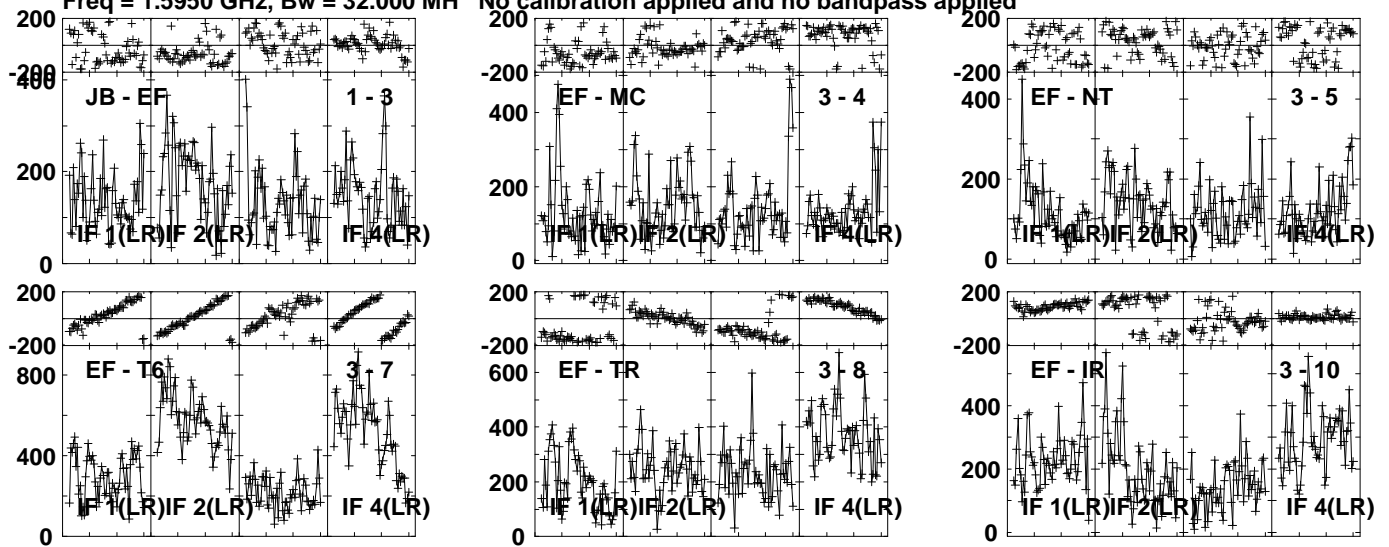 Freq = 1.5950 GHz, Bw = 32.000 MH No calibration applied and no bandpass applied
200
-200
400
200
0
JB - EF 1 - 3
IF 1(LR) IF 2(LR) IF 4(LR)
200
-200
400
200
0
EF - MC 3 - 4
IF 1(LR) IF 2(LR) IF 4(LR)
200
-200
400
200
0
EF - NT 3 - 5
IF 1(LR) IF 2(LR) IF 4(LR)
200
-200
800
400
0
EF - T6 3 - 7
IF 1(LR) IF 2(LR) IF 4(LR)
200
-200
600
400
200
0
EF - TR 3 - 8
IF 1(LR) IF 2(LR) IF 4(LR)
200
-200
400
200
0
EF - IR 3 - 10
IF 1(LR) IF 2(LR) IF 4(LR)